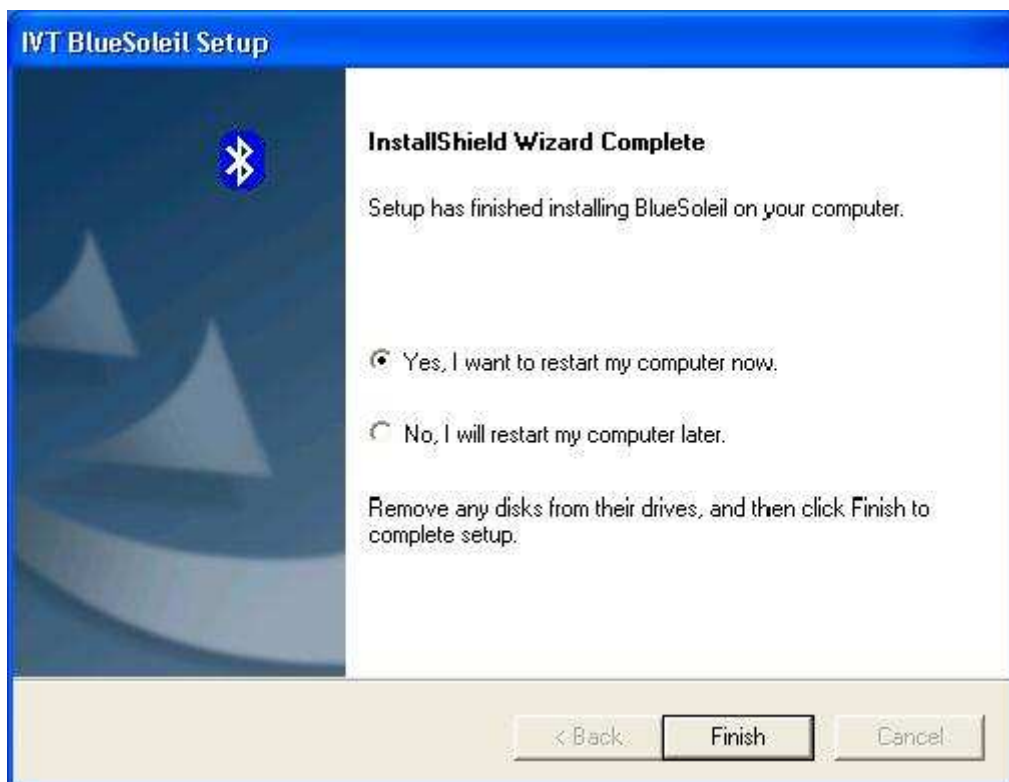 IVT BlueSoleil Setup
InstallShield Wizard Complete
Setup has finished installing BlueSoleil on your computer.
Yes, I want to restart my computer now.
No, I will restart my computer later.
Remove any disks from their drives, and then click Finish to
complete setup.
< Back
Finish
Cancel